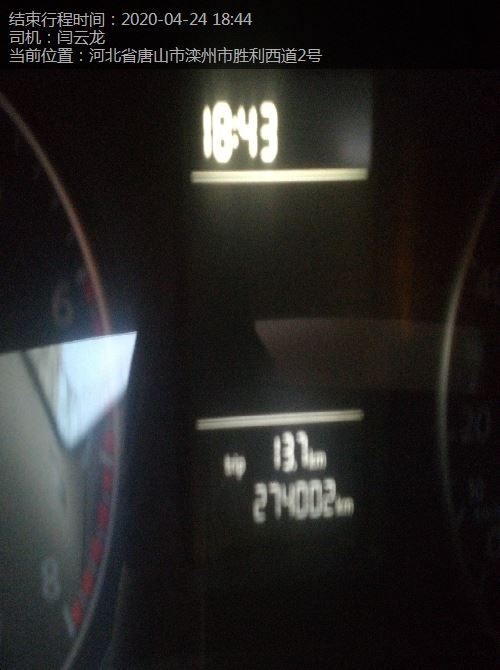 结束行程时间：2020-04-24 18:44
司机：闫云龙
当前位置：河北省唐山市滦州市胜利西道2号
18:43
6
trip 13.7km
274002km
8